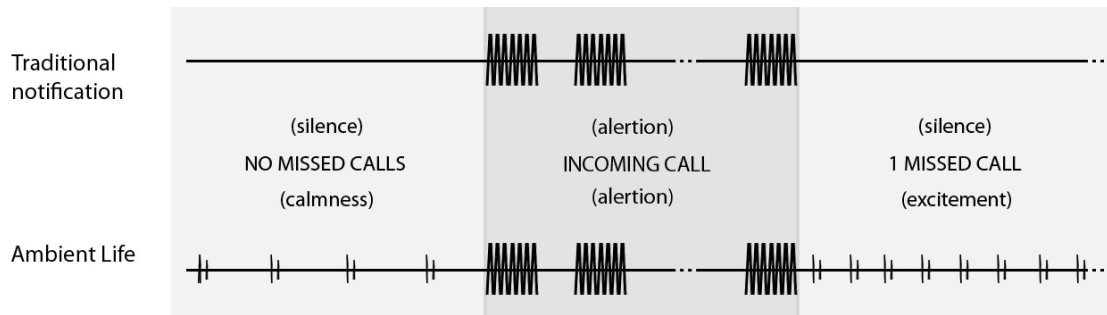 Traditional
notification
(silence)
NO MISSED CALLS
(calmness)
(alertion)
INCOMING CALL
(alertion)
(silence)
1 MISSED CALL
(excitement)
Ambient Life